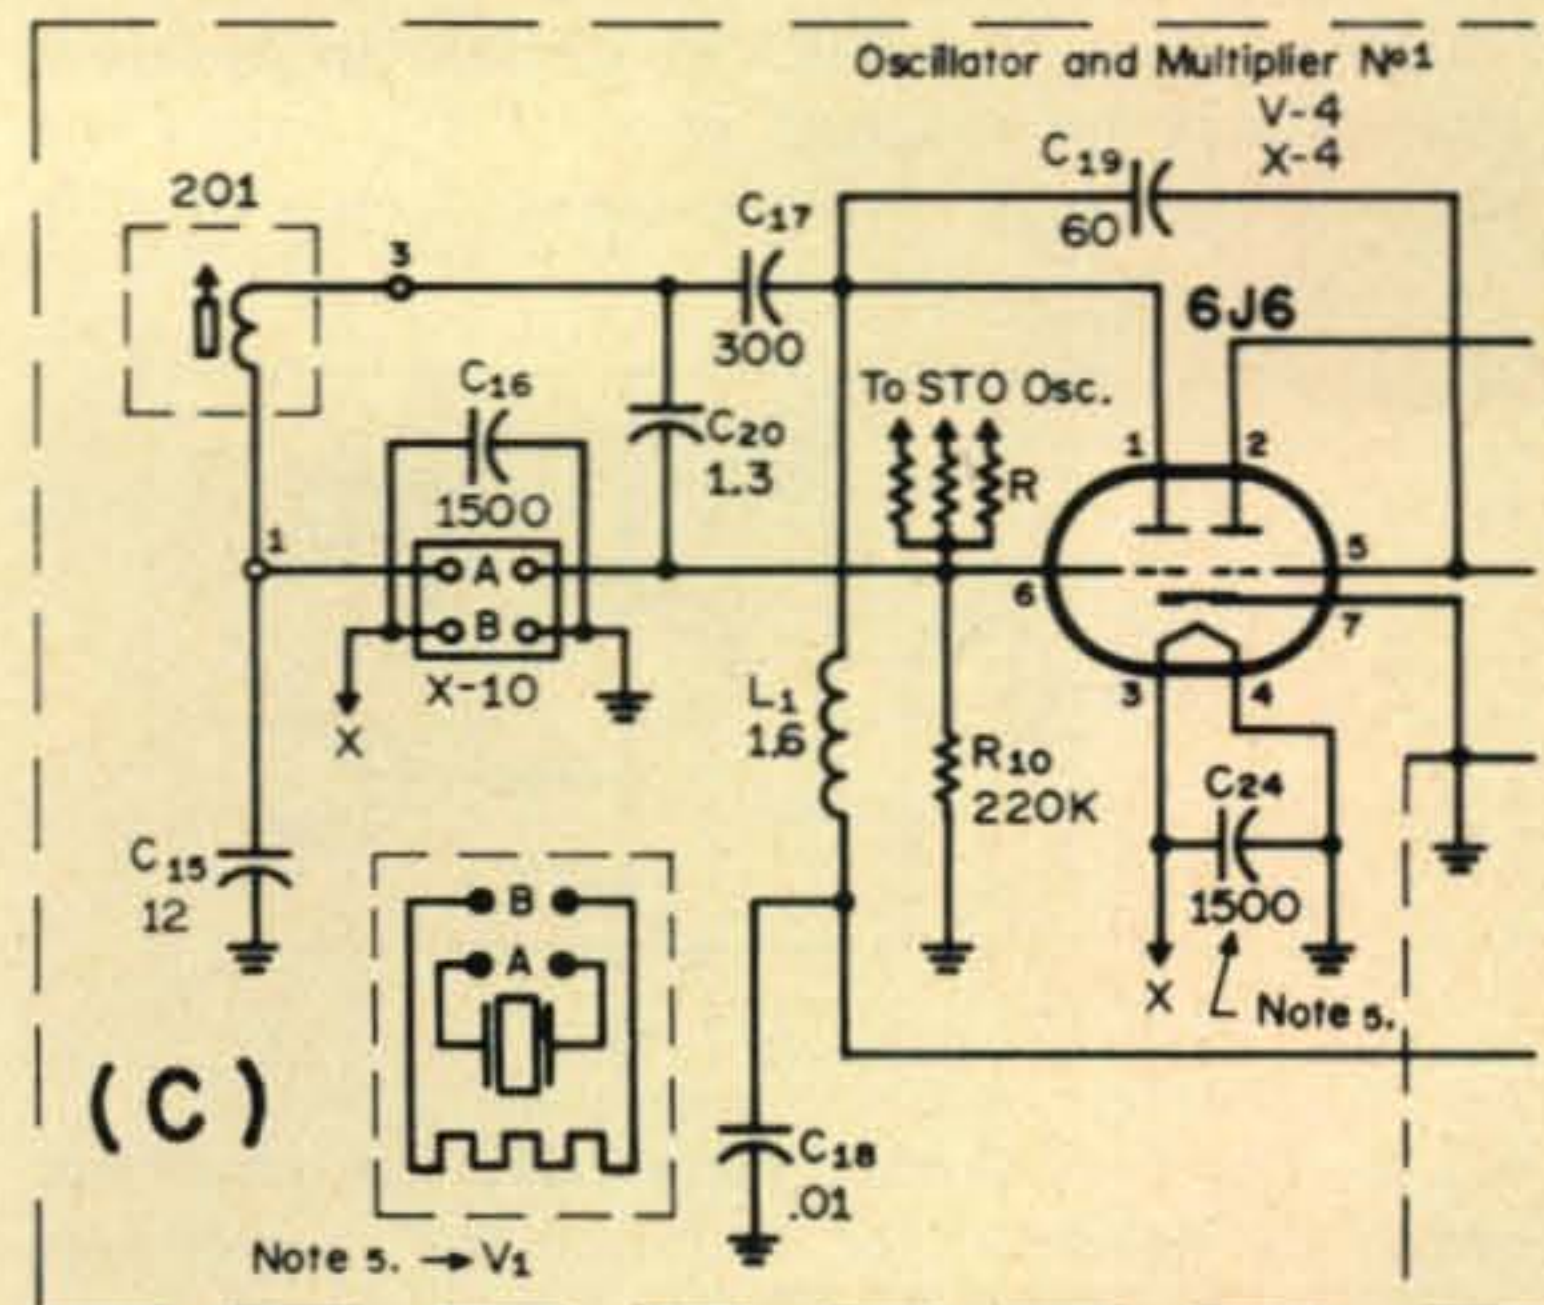 Oscillator and Multiplier Nº1
V-4
X-4
C19
60
201
C17
300
3
6J6
C16
1500
C20
1.3
To STO Osc.
R
1
2
1
A
B
5
6
7
X-10
X
L1
1.6
3
4
R10
220K
C24
1500
C15
12
B
A
X
Note 5.
(C)
C18
.01
Note 5. → V1